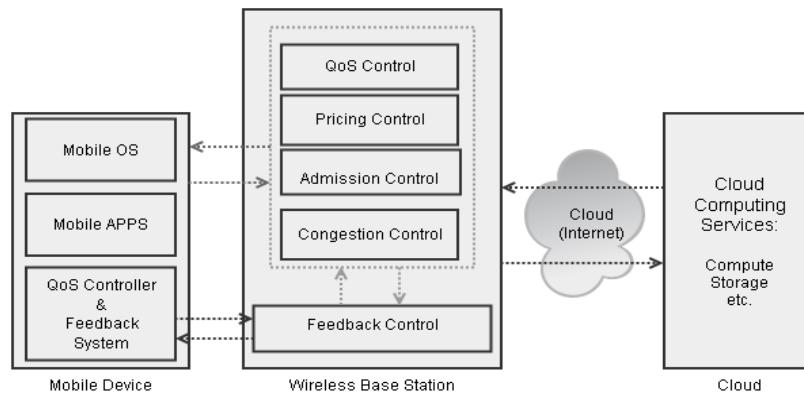 Mobile OS
Mobile APPS
QoS Controller
&
Feedback
System
Mobile Device
QoS Control
Pricing Control
Admission Control
Congestion Control
Feedback Control
Wireless Base Station
Cloud
(Internet)
Cloud
Computing
Services:
Compute
Storage
etc.
Cloud